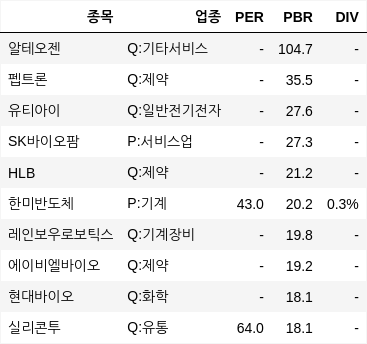 종목 업종 PER PBR DIV
알테오젠 Q:기타서비스 - 104.7 -
펩트론 Q:제약 - 35.5 -
유티아이 Q:일반전기전자 - 27.6 -
SK바이오팜 P:서비스업 - 27.3 -
HLB Q:제약 - 21.2 -
한미반도체 P:기계 43.0 20.2 0.3%
레인보우로보틱스 Q:기계장비 - 19.8 -
에이비엘바이오 Q:제약 - 19.2 -
현대바이오 Q:화학 - 18.1 -
실리콘투 Q:유통 64.0 18.1 -